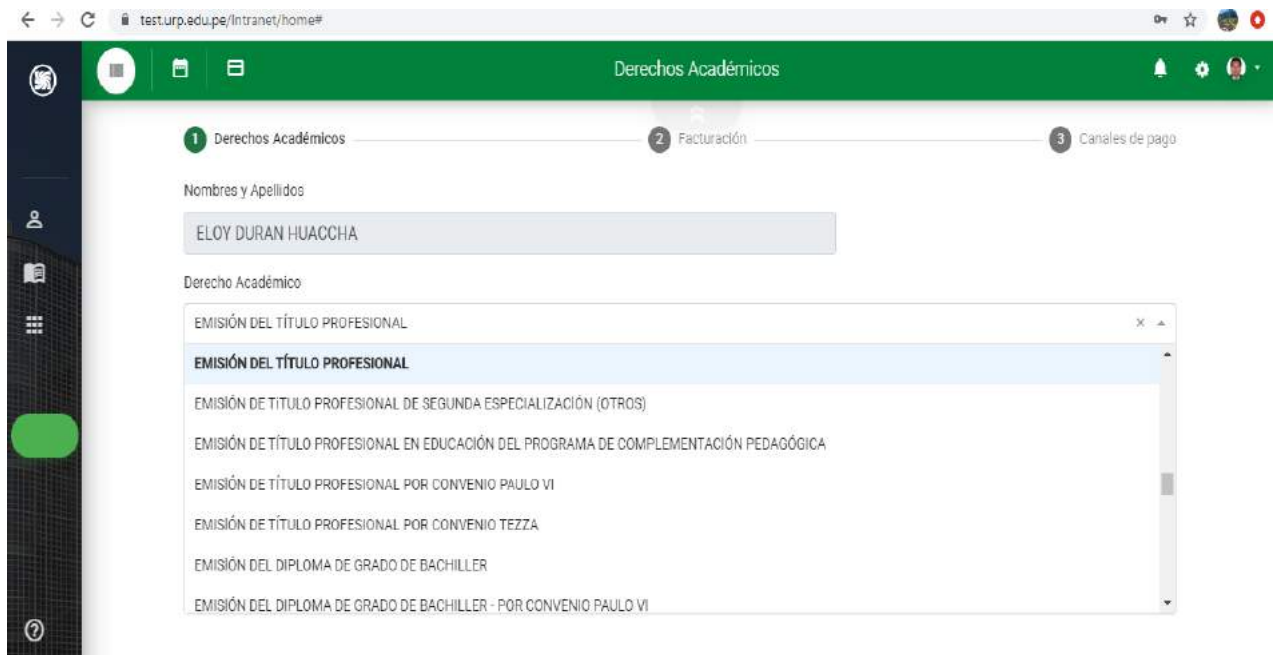 test.urp.edu.pe/Intranet/home#
Derechos Académicos
1 Derechos Académicos
2 Facturación
3 Canales de pago
Nombres y Apellidos
ELOY DURAN HUACCHA
Derecho Académico
EMISIÓN DEL TÍTULO PROFESIONAL
EMISIÓN DEL TÍTULO PROFESIONAL
EMISIÓN DE TÍTULO PROFESIONAL DE SEGUNDA ESPECIALIZACIÓN (OTROS)
EMISIÓN DE TÍTULO PROFESIONAL EN EDUCACIÓN DEL PROGRAMA DE COMPLEMENTACIÓN PEDAGÓGICA
EMISIÓN DE TÍTULO PROFESIONAL POR CONVENIO PAULO VI
EMISIÓN DE TÍTULO PROFESIONAL POR CONVENIO TEZZA
EMISIÓN DEL DIPLOMA DE GRADO DE BACHILLER
EMISIÓN DEL DIPLOMA DE GRADO DE BACHILLER - POR CONVENIO PAULO VI